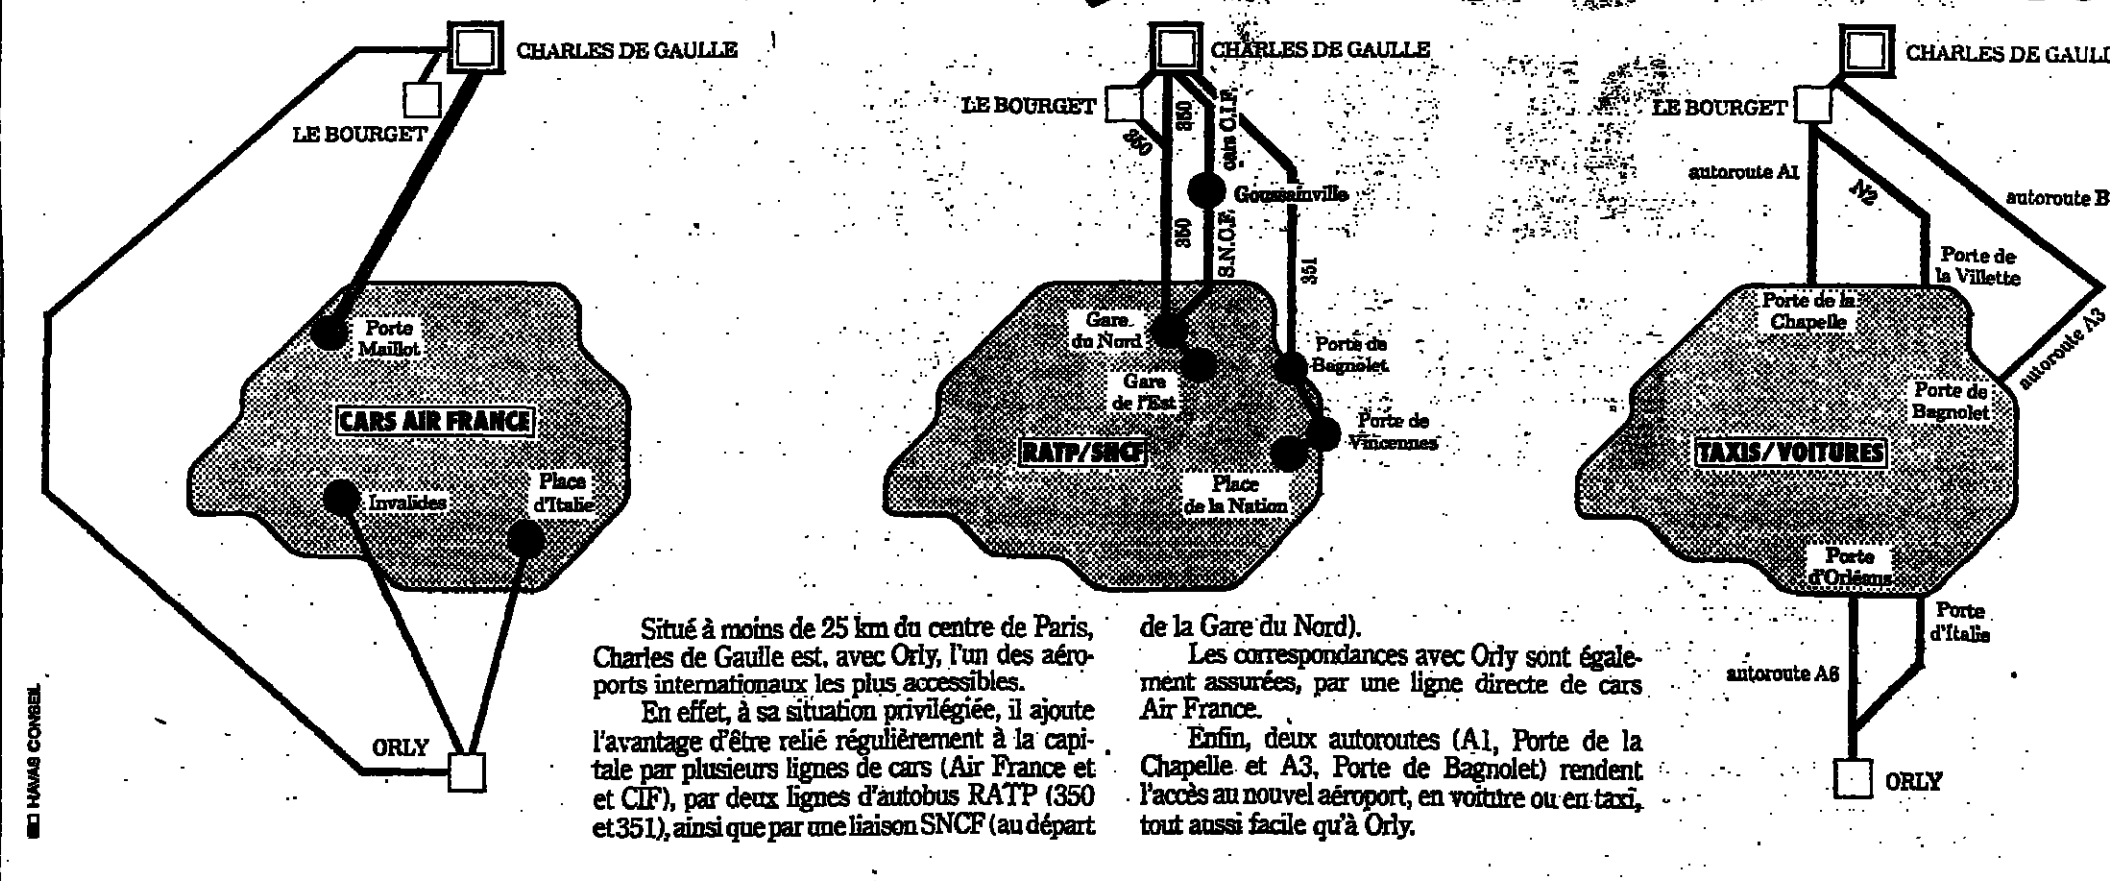 CHARLES DE GAULLE
LE BOURGET
Porte
Maillot
CARS AIR FRANCE
Invalides
Place
d'Italie
ORLY
HAVAS CONSEIL
CHARLES DE GAULLE
LE BOURGET
350
350
cars C.I.F.
Goussainville
350
S.N.C.F.
351
Gare
du Nord
Gare
de l'Est
Porte de
Bagnolet
Porte de
Vincennes
RATP/SNCF
Place
de la Nation
CHARLES DE GAULL
LE BOURGET
autoroute A1
N2
autoroute B
Porte de
la Villette
Porte de la
Chapelle
autoroute A3
Porte de
Bagnolet
TAXIS/VOITURES
Porte
d'Orléans
Porte
d'Italie
autoroute A6
ORLY
Situé à moins de 25 km du centre de Paris,
Charles de Gaulle est, avec Orly, l'un des aéro-
ports internationaux les plus accessibles.
En effet, à sa situation privilégiée, il ajoute
l'avantage d'être relié régulièrement à la capi-
tale par plusieurs lignes de cars (Air France et
et CIF), par deux lignes d'autobus RATP (350
et 351), ainsi que par une liaison SNCF (au départ
de la Gare du Nord).
Les correspondances avec Orly sont égale-
ment assurées, par une ligne directe de cars
Air France.
Enfin, deux autoroutes (A1, Porte de la
Chapelle et A3, Porte de Bagnolet) rendent
l'accès au nouvel aéroport, en voiture ou en taxi,
tout aussi facile qu'à Orly.